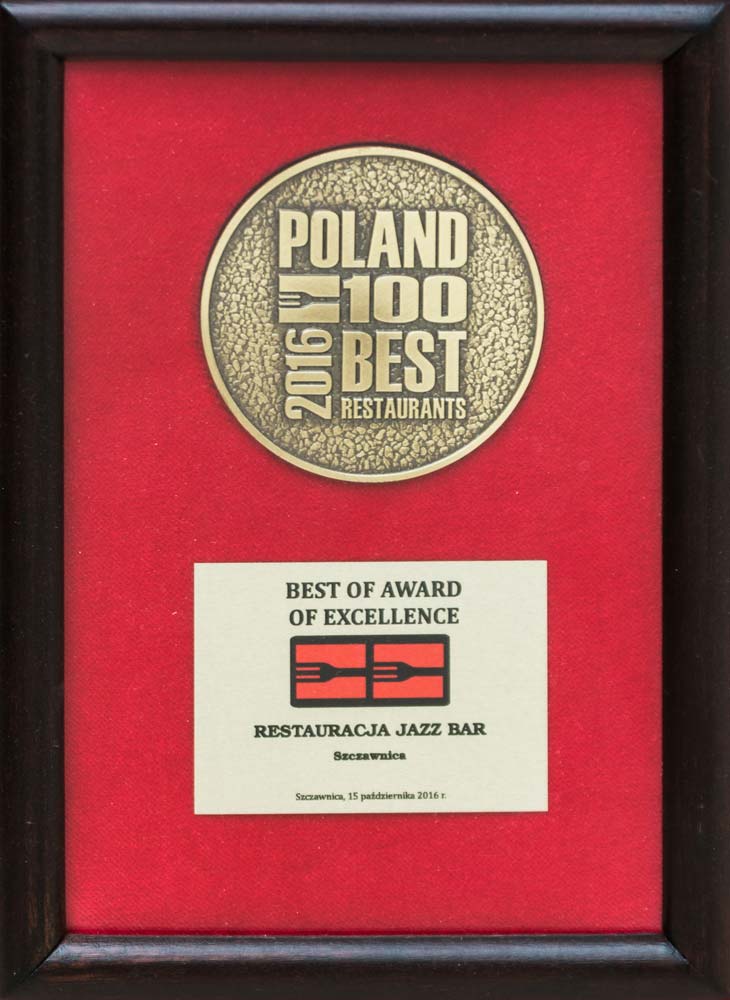 POLAND
100
2016
BEST
RESTAURANTS
BEST OF AWARD
OF EXCELLENCE
RESTAURACJA JAZZ BAR
Szczawnica
Szczawnica, 15 października 2016 r.